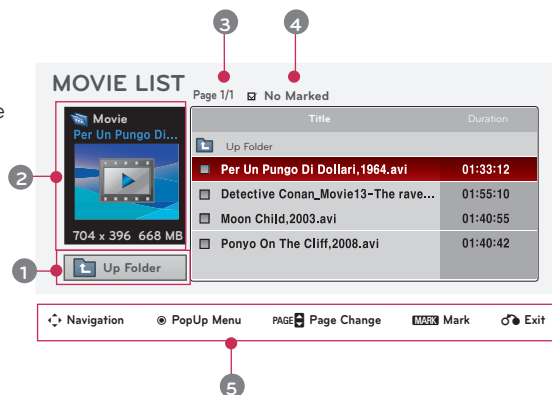 3
4
MOVIE LIST
Page 1/1
No Marked
e
Movie
Per Un Pungo Di...
704 x 396 668 MB
2
1
Up Folder
Title Duration
Up Folder
Per Un Pungo Di Dollari,1964.avi 01:33:12
Detective Conan_Movie13-The rave... 01:55:10
Moon Child,2003.avi 01:40:55
Ponyo On The Cliff,2008.avi 01:40:42
Navigation PopUp Menu PAGE Page Change MARK Mark Exit
5